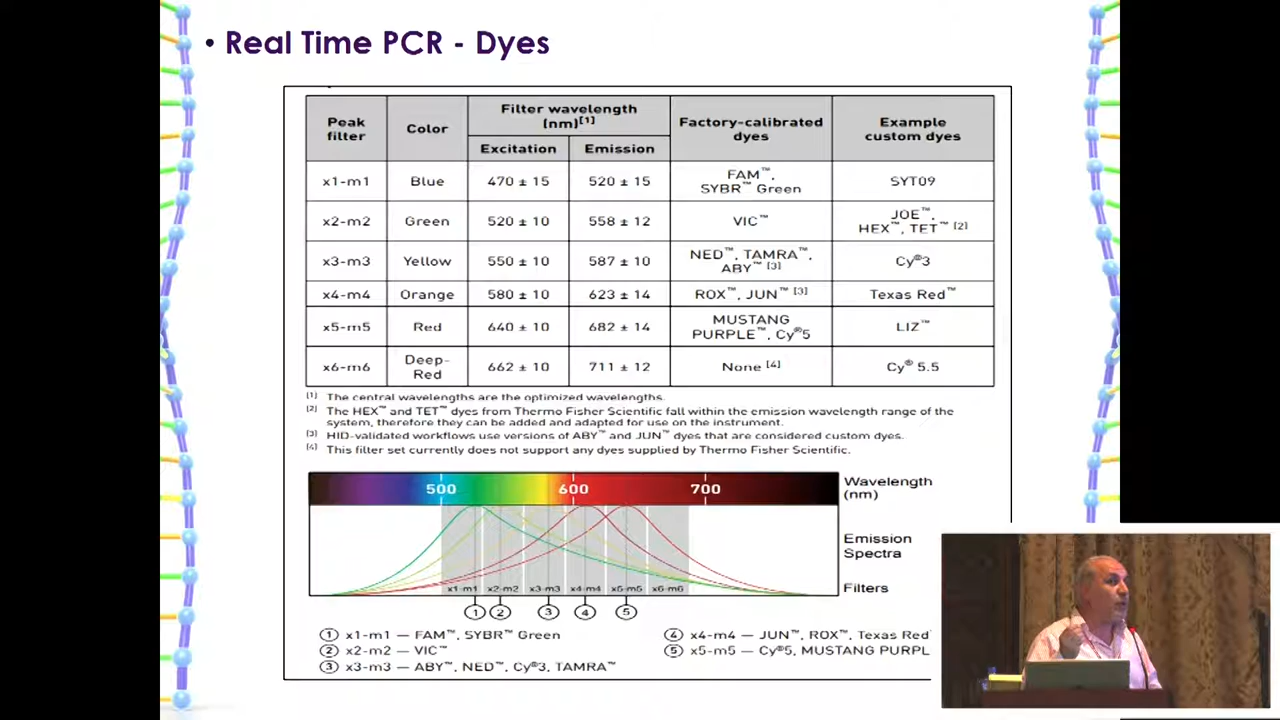 • Real Time PCR - Dyes
Peak filter
Color
Filter wavelength (nm)[1]
Excitation
Emission
Factory-calibrated dyes
Example custom dyes
x1-m1 Blue 470 ± 15 520 ± 15 FAM™, SYBR™ Green SYTO9
x2-m2 Green 520 ± 10 558 ± 12 VIC™ JOE™, HEX™, TET™ [2]
x3-m3 Yellow 550 ± 10 587 ± 10 NED™, TAMRA™, ABY™ [3] Cy®3
x4-m4 Orange 580 ± 10 623 ± 14 ROX™, JUN™ [3] Texas Red™
x5-m5 Red 640 ± 10 682 ± 14 MUSTANG PURPLE™, Cy®5 LIZ™
x6-m6 Deep-Red 662 ± 10 711 ± 12 None [4] Cy® 5.5
[1] The central wavelengths are the optimized wavelengths.
[2] The HEX™ and TET™ dyes from Thermo Fisher Scientific fall within the emission wavelength range of the
system, therefore they can be added and adapted for use on the instrument.
[3] HID-validated workflows use versions of ABY™ and JUN™ dyes that are considered custom dyes.
[4] This filter set currently does not support any dyes supplied by Thermo Fisher Scientific.
500 600 700
Wavelength (nm)
Emission Spectra
x1-m1 x2-m2 x3-m3 x4-m4 x5-m5 x6-m6
Filters
① ② ③ ④ ⑤
① x1-m1 — FAM™, SYBR™ Green
② x2-m2 — VIC™
③ x3-m3 — ABY™, NED™, Cy®3, TAMRA™
④ x4-m4 — JUN™, ROX™, Texas Red
⑤ x5-m5 — Cy®5, MUSTANG PURPL